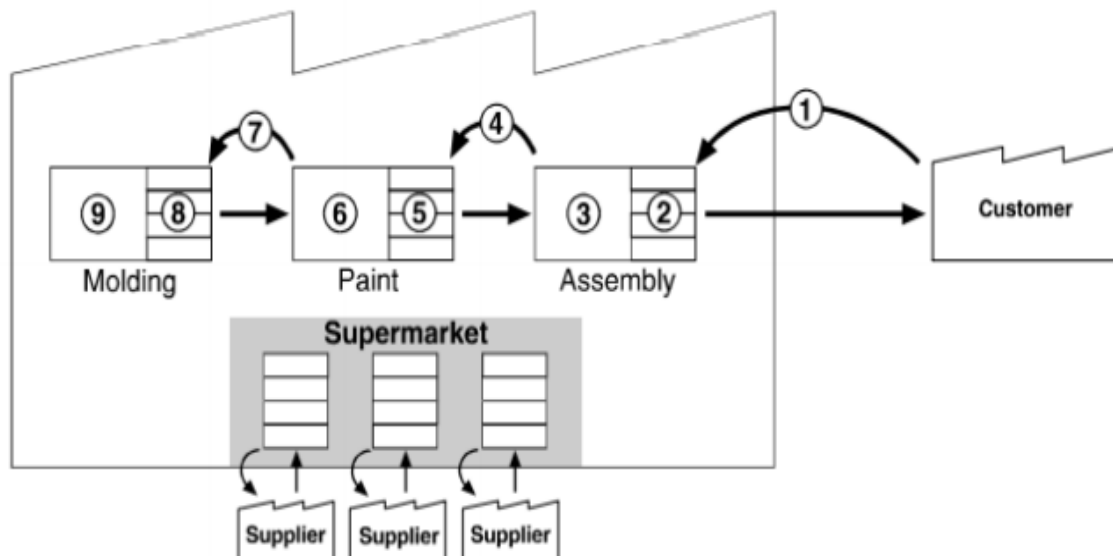 1
7
4
9
8
6
5
3
2
Customer
Molding
Paint
Assembly
Supermarket
Supplier
Supplier
Supplier